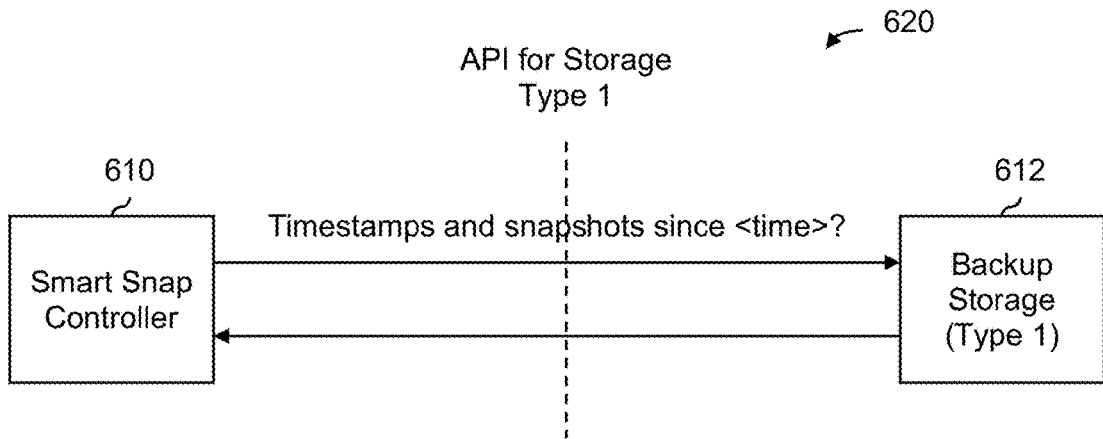 620
API for Storage
Type 1
610
612
Timestamps and snapshots since <time>?
Smart Snap
Controller
Backup
Storage
(Type 1)